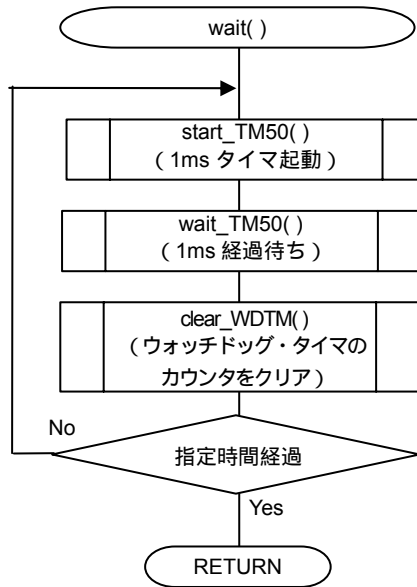 wait( )
start_TM50( )
（1ms タイマ起動）
wait_TM50( )
（1ms 経過待ち）
clear_WDTM( )
（ウォッチドッグ・タイマの
カウンタをクリア）
No
指定時間経過
Yes
RETURN